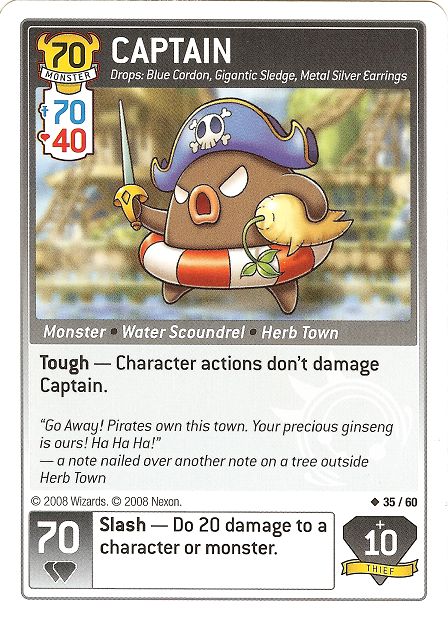 70
MONSTER
CAPTAIN
Drops: Blue Cordon, Gigantic Sledge, Metal Silver Earrings
70
40
Monster • Water Scoundrel • Herb Town
Tough — Character actions don't damage
Captain.
"Go Away! Pirates own this town. Your precious ginseng
is ours! Ha Ha Ha!"
— a note nailed over another note on a tree outside
Herb Town
© 2008 Wizards. © 2008 Nexon.
◆ 35 / 60
70
Slash — Do 20 damage to a
character or monster.
+
10
THIEF